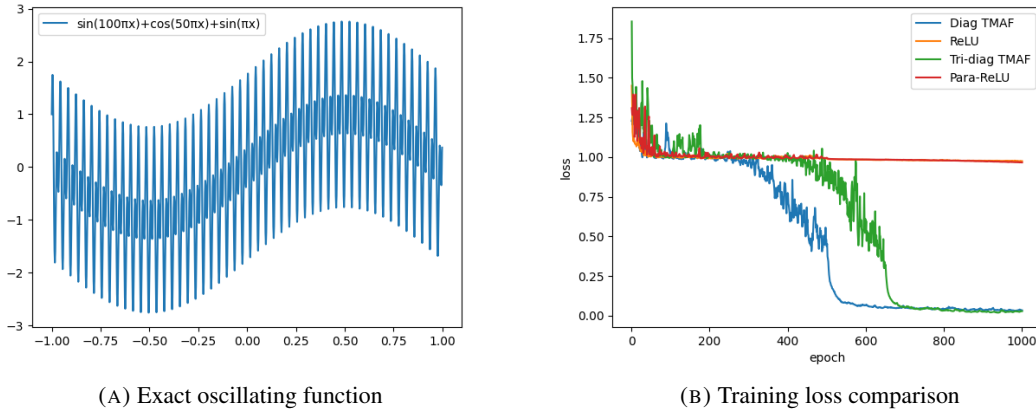 sin(100πx)+cos(50πx)+sin(πx)
3
2
1
0
−1
−2
−3
−1.00 −0.75 −0.50 −0.25 0.00 0.25 0.50 0.75 1.00
(A) Exact oscillating function
Diag TMAF
ReLU
Tri-diag TMAF
Para-ReLU
1.75
1.50
1.25
1.00
0.75
0.50
0.25
0.00
loss
0 200 400 600 800 1000
epoch
(B) Training loss comparison